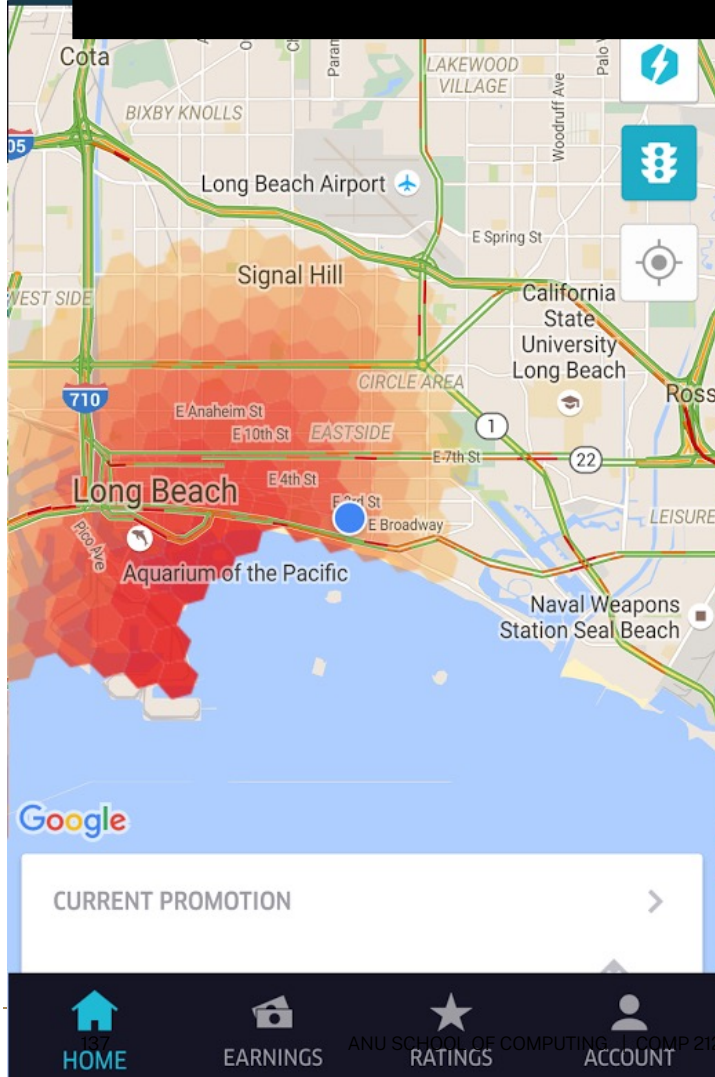 Cota
LAKEWOOD
VILLAGE
BIXBY KNOLLS
Woodruff Ave
05
Long Beach Airport
E Spring St
Signal Hill
California
State
University
Long Beach
WEST SIDE
CIRCLE AREA
710
Ross
E Anaheim St
1
E 10th St
EASTSIDE
E 7th St
22
E 4th St
Long Beach
E 3rd St
E Broadway
LEISURE
Pico Ave
Aquarium of the Pacific
Naval Weapons
Station Seal Beach
Google
CURRENT PROMOTION
HOME
EARNINGS
RATINGS
ACCOUNT
137
ANU SCHOOL OF COMPUTING | COMP 212